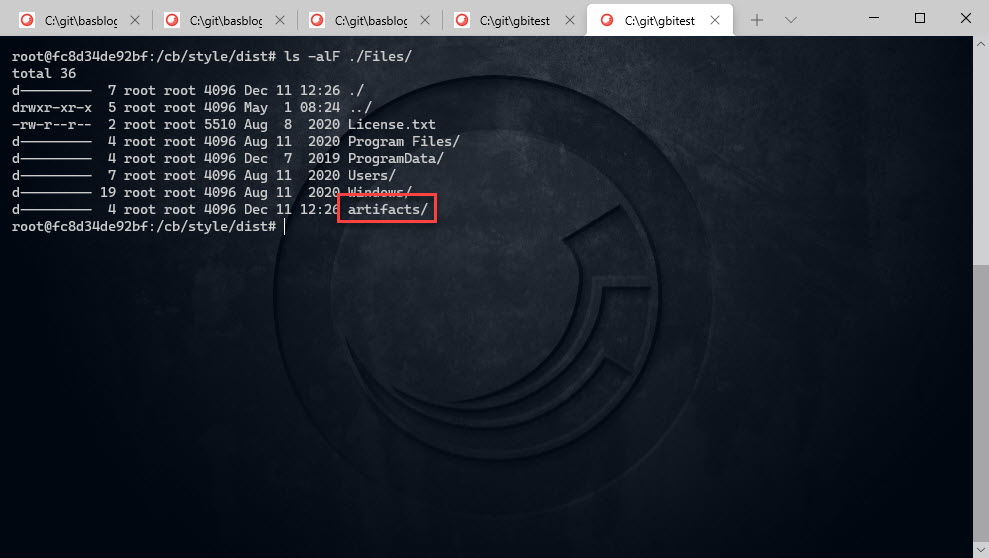 C:\git\basblog C:\git\basblog C:\git\basblog C:\git\gbitest C:\git\gbitest
root@fc8d34de92bf:/cb/style/dist# ls -alF ./Files/
total 36
d---------  7 root root 4096 Dec 11 12:26 ./
drwxr-xr-x  5 root root 4096 May  1 08:24 ../
-rw-r--r--  2 root root 5510 Aug  8  2020 License.txt
d---------  4 root root 4096 Aug 11  2020 Program Files/
d---------  4 root root 4096 Dec  7  2019 ProgramData/
d---------  7 root root 4096 Aug 11  2020 Users/
d--------- 19 root root 4096 Aug 11  2020 Windows/
d---------  4 root root 4096 Dec 11 12:26 artifacts/
root@fc8d34de92bf:/cb/style/dist#